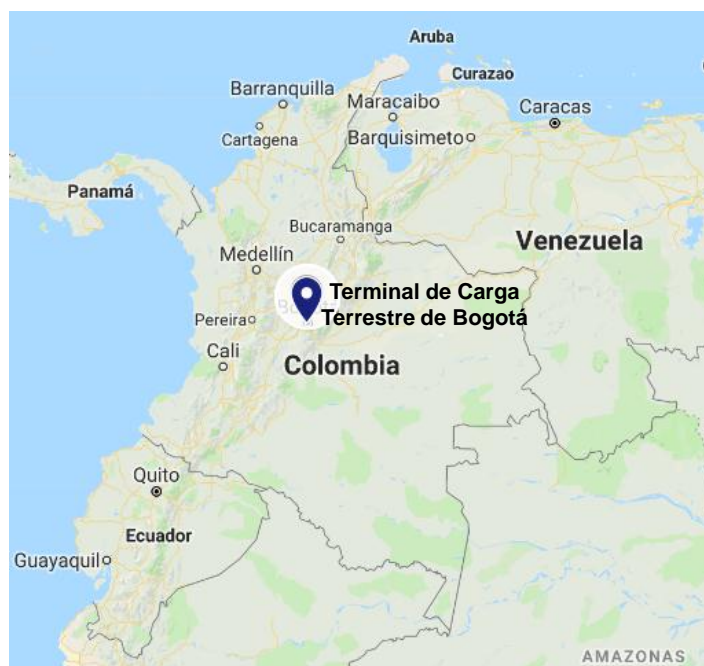 Aruba
Curazao
Barranquilla
Maracaibo
Caracas
Cartagena
Barquisimeto
Panamá
Bucaramanga
Venezuela
Medellín
Terminal de Carga
Terrestre de Bogotá
Pereira
Cali
Colombia
Quito
Ecuador
Guayaquil
AMAZONAS